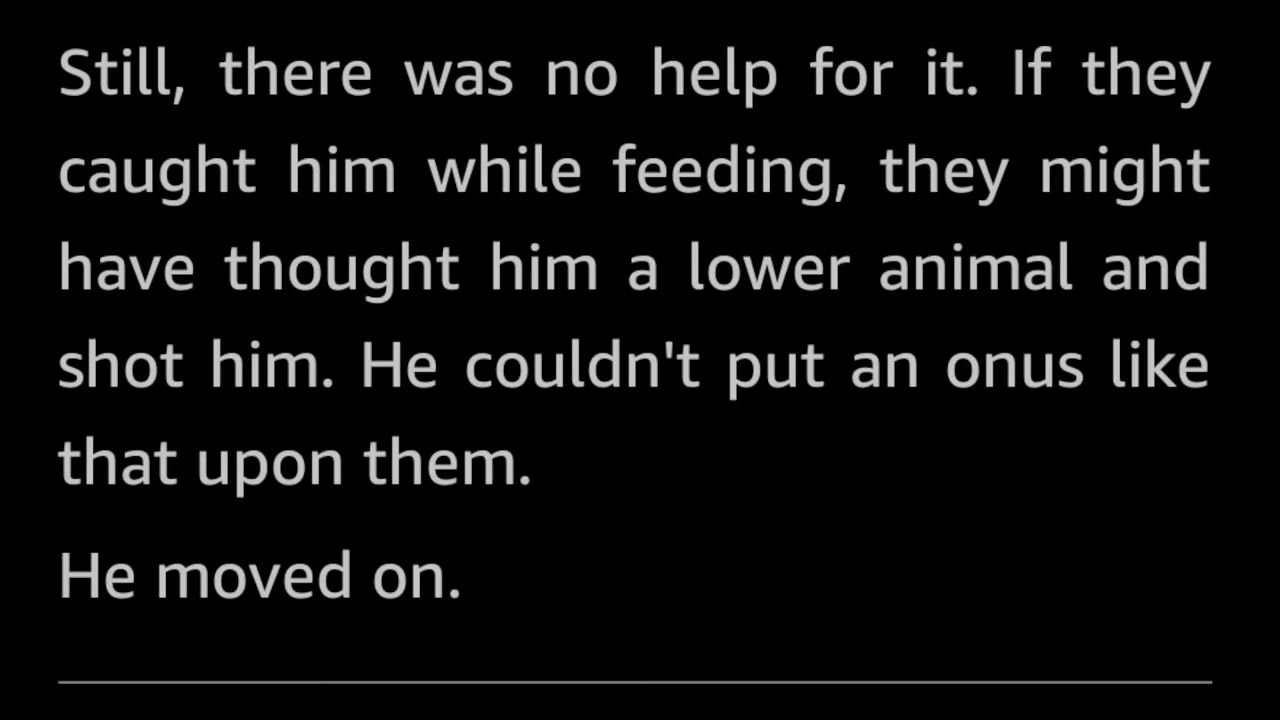 Still, there was no help for it. If they
caught him while feeding, they might
have thought him a lower animal and
shot him. He couldn't put an onus like
that upon them.
He moved on.